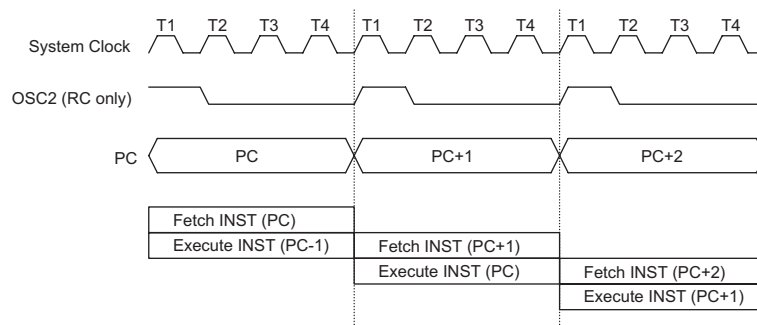 T1 T2 T3 T4 T1 T2 T3 T4 T1 T2 T3 T4
System Clock
OSC2 (RC only)
PC PC PC+1 PC+2
Fetch INST (PC)
Execute INST (PC-1) Fetch INST (PC+1)
Execute INST (PC) Fetch INST (PC+2)
Execute INST (PC+1)